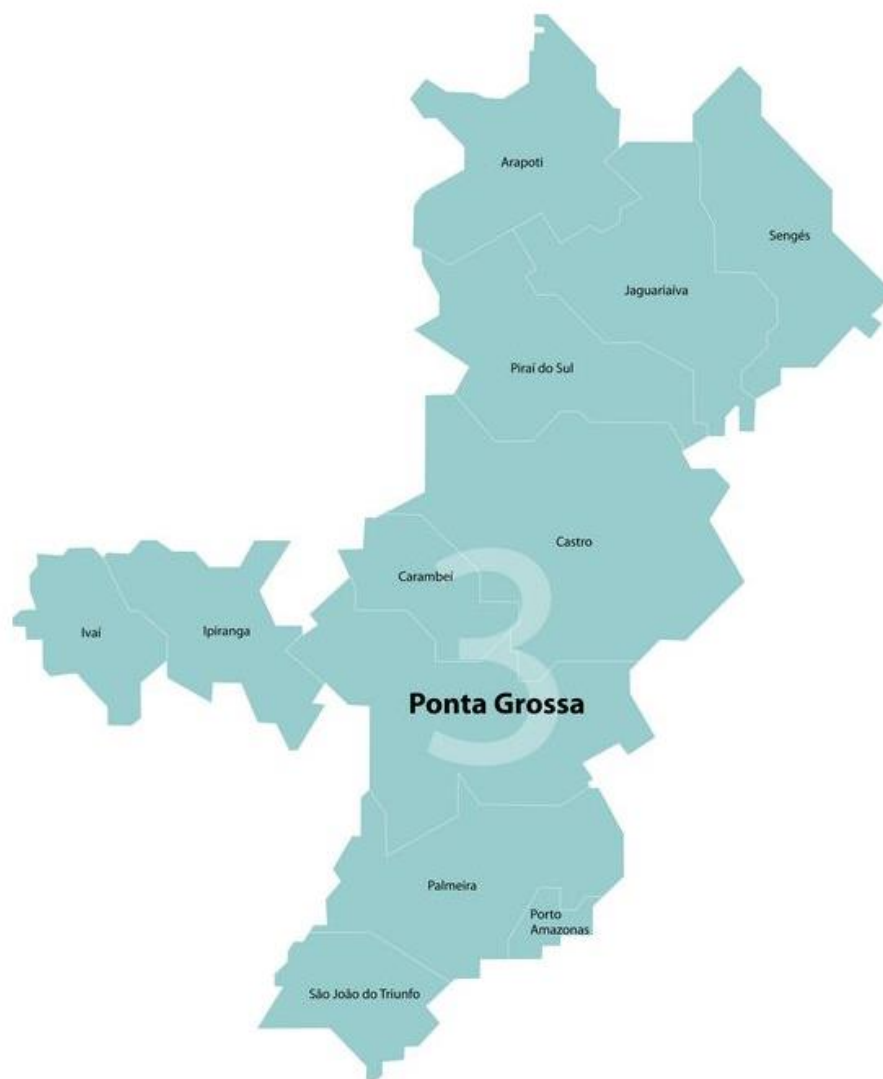 Arapoti
Sengés
Jaguariaíva
Piraí do Sul
Castro
Carambeí
3
Ivaí
Ipiranga
Ponta Grossa
Palmeira
Porto
Amazonas
São João do Triunfo